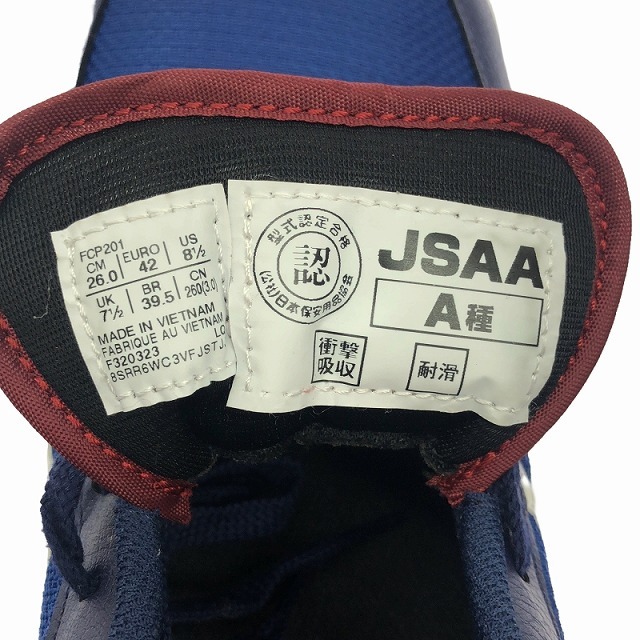 FCP201
CM EURO US
26.0 42 8½
UK BR CN
7½ 39.5 260(3.0)
MADE IN VIETNAM
FABRIQUE AU VIETNAM
F320323 LO
8SRR6WC3VFJSTJ
型式認定合格
認
(公社)日本保安用品協会
JSAA
A種
衝撃
吸収
耐滑